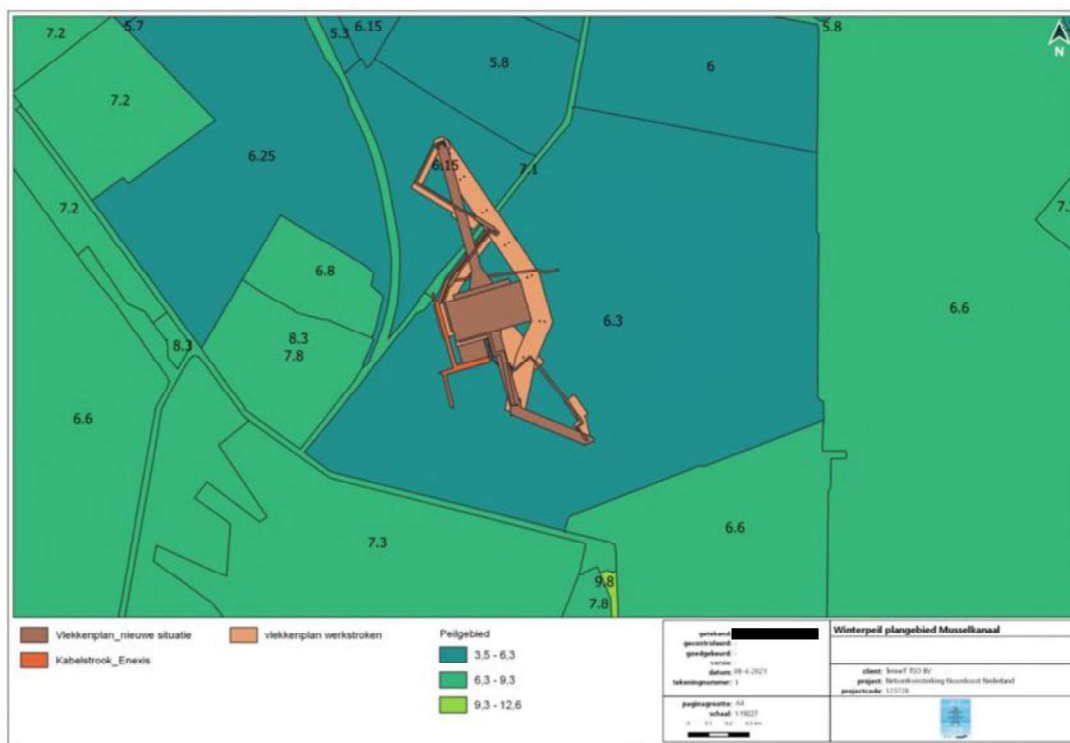 7.2
5.7
5.3
6.15
5.8
5.8
6
N
7.2
6.25
6.15
7.1
7.2
7.
6.8
6.3
6.6
8.3
8.3
7.8
6.6
6.6
7.3
9.8
7.8
Vlekkenplan_nieuwe situatie
vlekkenplan werkstroken
Kabelstrook_Enexis
Peilgebied
3,5 - 6,3
6,3 - 9,3
9,3 - 12,6
getekend:
gecontroleerd: -
goedgekeurd: -
versie: -
datum: 08-4-2021
tekeningnummer: 1
papiergrootte: A4
Winterpeil plangebied Musselkanaal
client: TenneT TSO BV
project: Netwerkversterking Noordoost Nederland
projectcode: 123728